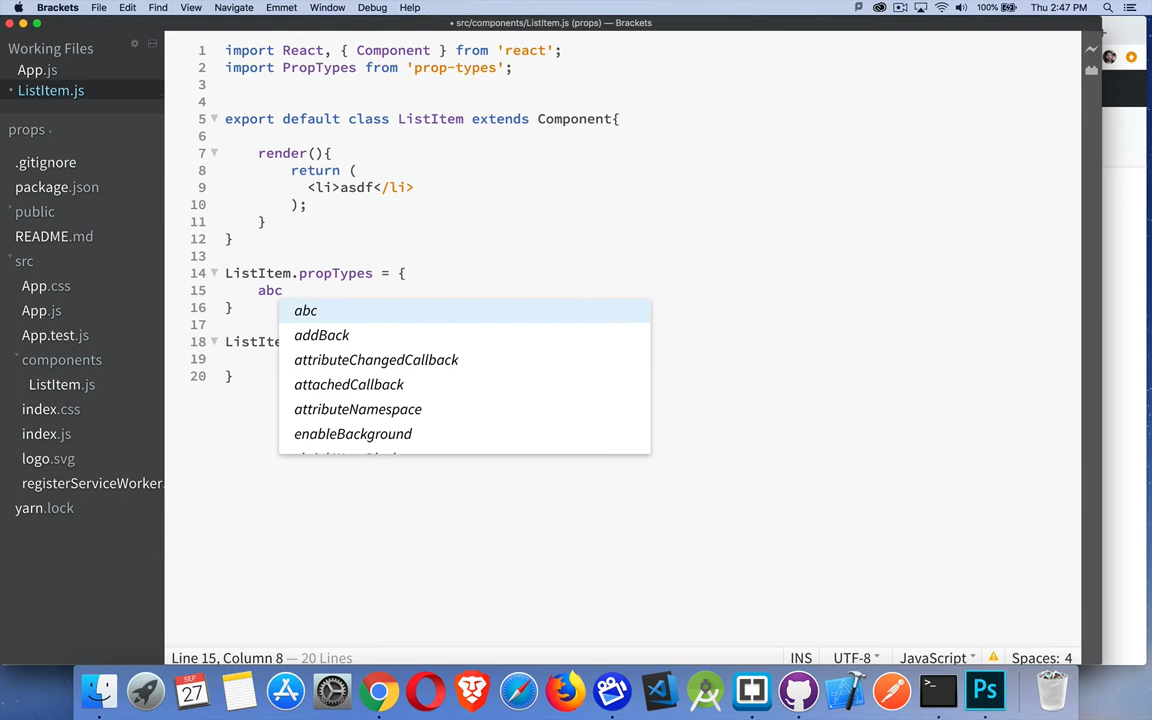 Brackets File Edit Find View Navigate Emmet Window Debug Help 100% Thu 2:47 PM
• src/components/ListItem.js (props) — Brackets
Working Files
App.js
• ListItem.js
props
.gitignore
package.json
public
README.md
src
App.css
App.js
App.test.js
components
ListItem.js
index.css
index.js
logo.svg
registerServiceWorker.
yarn.lock
1 import React, { Component } from 'react';
2 import PropTypes from 'prop-types';
3
4
5 export default class ListItem extends Component{
6
7 render(){
8 return (
9 <li>asdf</li>
10 );
11 }
12 }
13
14 ListItem.propTypes = {
15 abc
16 }
17
18 ListIte
19
20 }
abc
addBack
attributeChangedCallback
attachedCallback
attributeNamespace
enableBackground
Line 15, Column 8 — 20 Lines
INS UTF-8 JavaScript Spaces: 4
SEP
27
>_
Ps